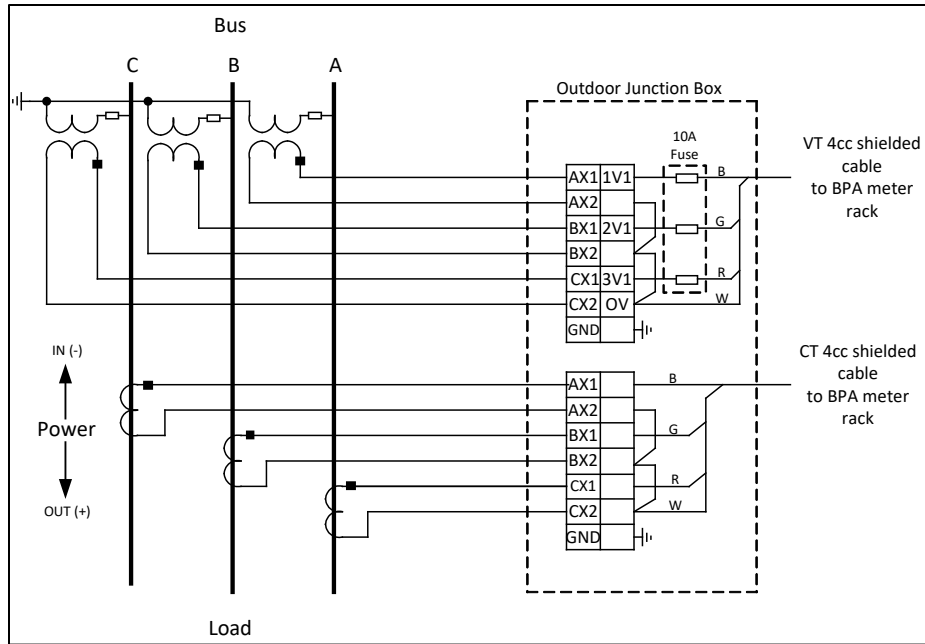 Bus
C
B
A
Outdoor Junction Box
10A
Fuse
VT 4cc shielded
cable
to BPA meter
rack
AX1 1V1
B
AX2
BX1 2V1
G
BX2
CX1 3V1
R
CX2 OV
W
GND
IN (-)
Power
OUT (+)
CT 4cc shielded
cable
to BPA meter
rack
AX1
B
AX2
BX1
G
BX2
CX1
R
CX2
W
GND
Load